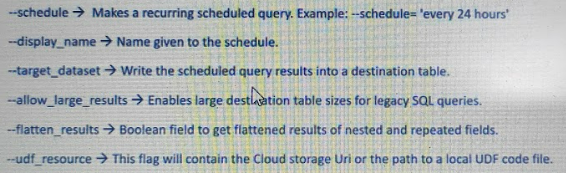 --schedule → Makes a recurring scheduled query. Example: --schedule= 'every 24 hours'
--display_name → Name given to the schedule.
--target_dataset → Write the scheduled query results into a destination table.
--allow_large_results → Enables large destination table sizes for legacy SQL queries.
--flatten_results → Boolean field to get flattened results of nested and repeated fields.
--udf_resource → This flag will contain the Cloud storage Uri or the path to a local UDF code file.